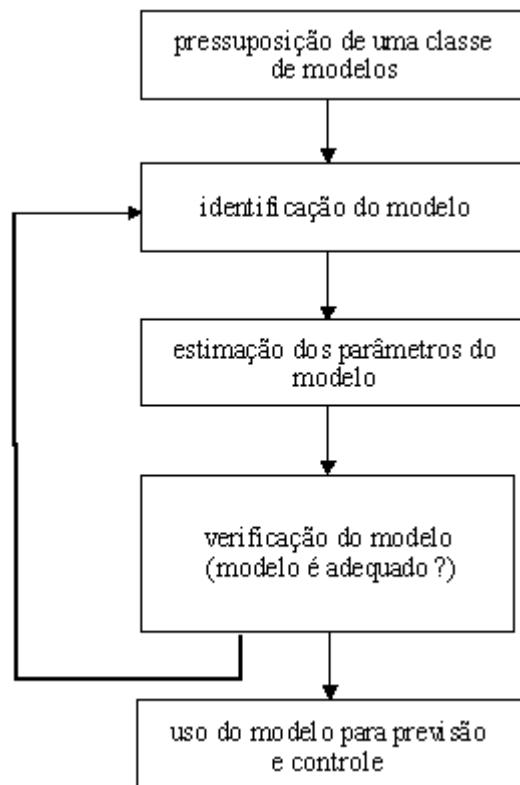 pressuposição de uma classe
de modelos
identificação do modelo
estimação dos parâmetros do
modelo
verificação do modelo
(modelo é adequado ?)
uso do modelo para previsão
e controle